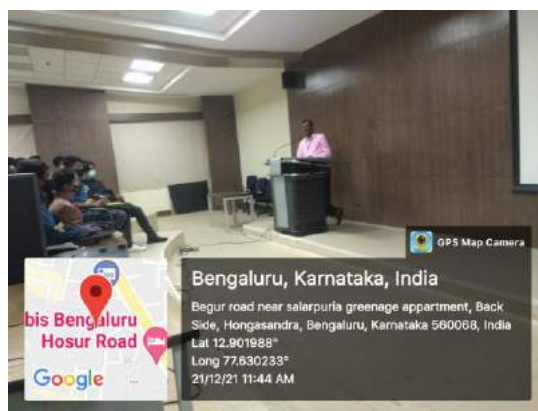 GPS Map Camera
Bengaluru, Karnataka, India
Begur road near salarpuria greenage appartment, Back
Side, Hongasandra, Bengaluru, Karnataka 560068, India
Lat 12.901988°
Long 77.630233°
21/12/21 11:44 AM
bis Bengaluru
Hosur Road
Google